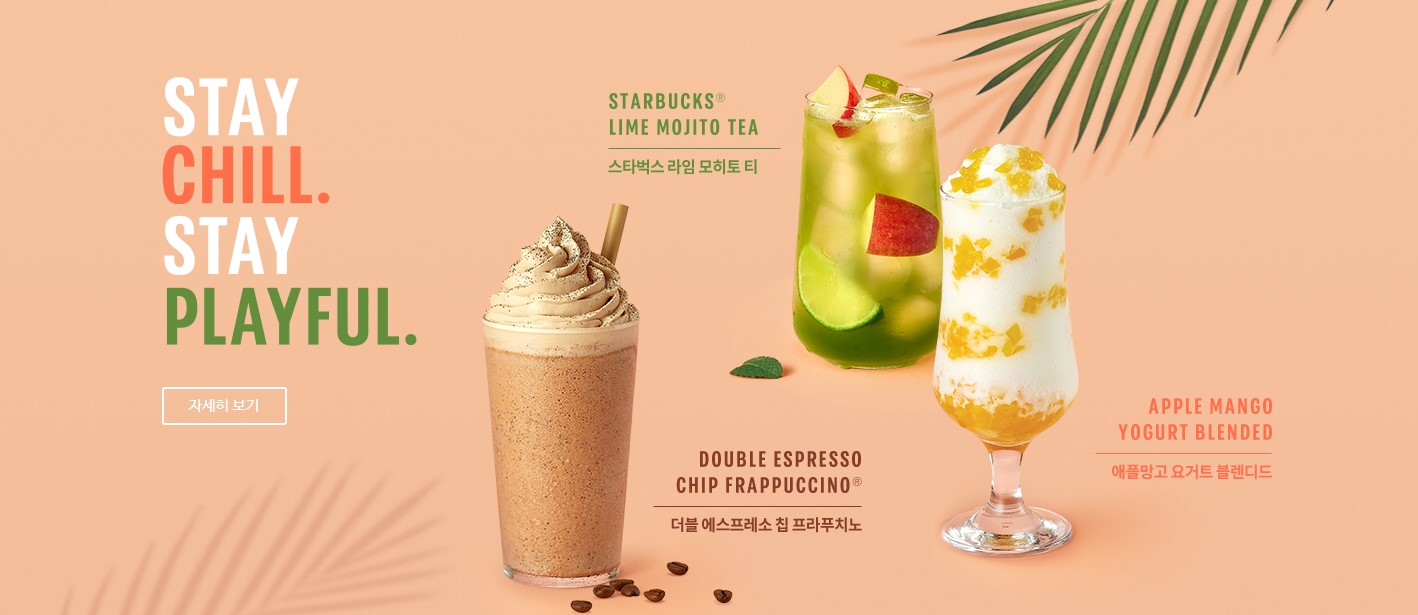 STAY
CHILL.
STAY
PLAYFUL.
자세히 보기
STARBUCKS®
LIME MOJITO TEA
스타벅스 라임 모히토 티
DOUBLE ESPRESSO
CHIP FRAPPUCCINO®
더블 에스프레소 칩 프라푸치노
APPLE MANGO
YOGURT BLENDED
애플망고 요거트 블렌디드